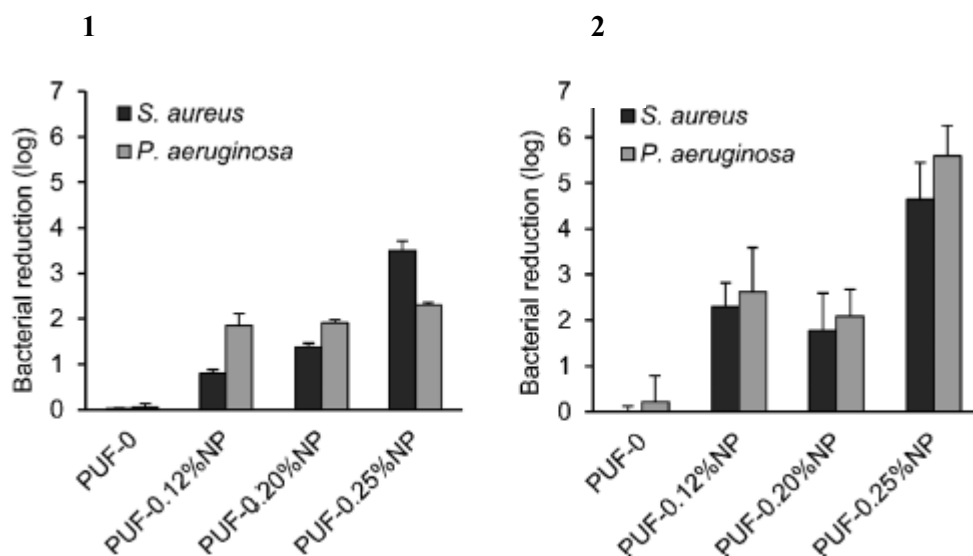 1
7
6
5
4
3
2
1
0
Bacterial reduction (log)
S. aureus
P. aeruginosa
PUF-0
PUF-0.12%NP
PUF-0.20%NP
PUF-0.25%NP
2
7
6
5
4
3
2
1
0
Bacterial reduction (log)
S. aureus
P. aeruginosa
PUF-0
PUF-0.12%NP
PUF-0.20%NP
PUF-0.25%NP